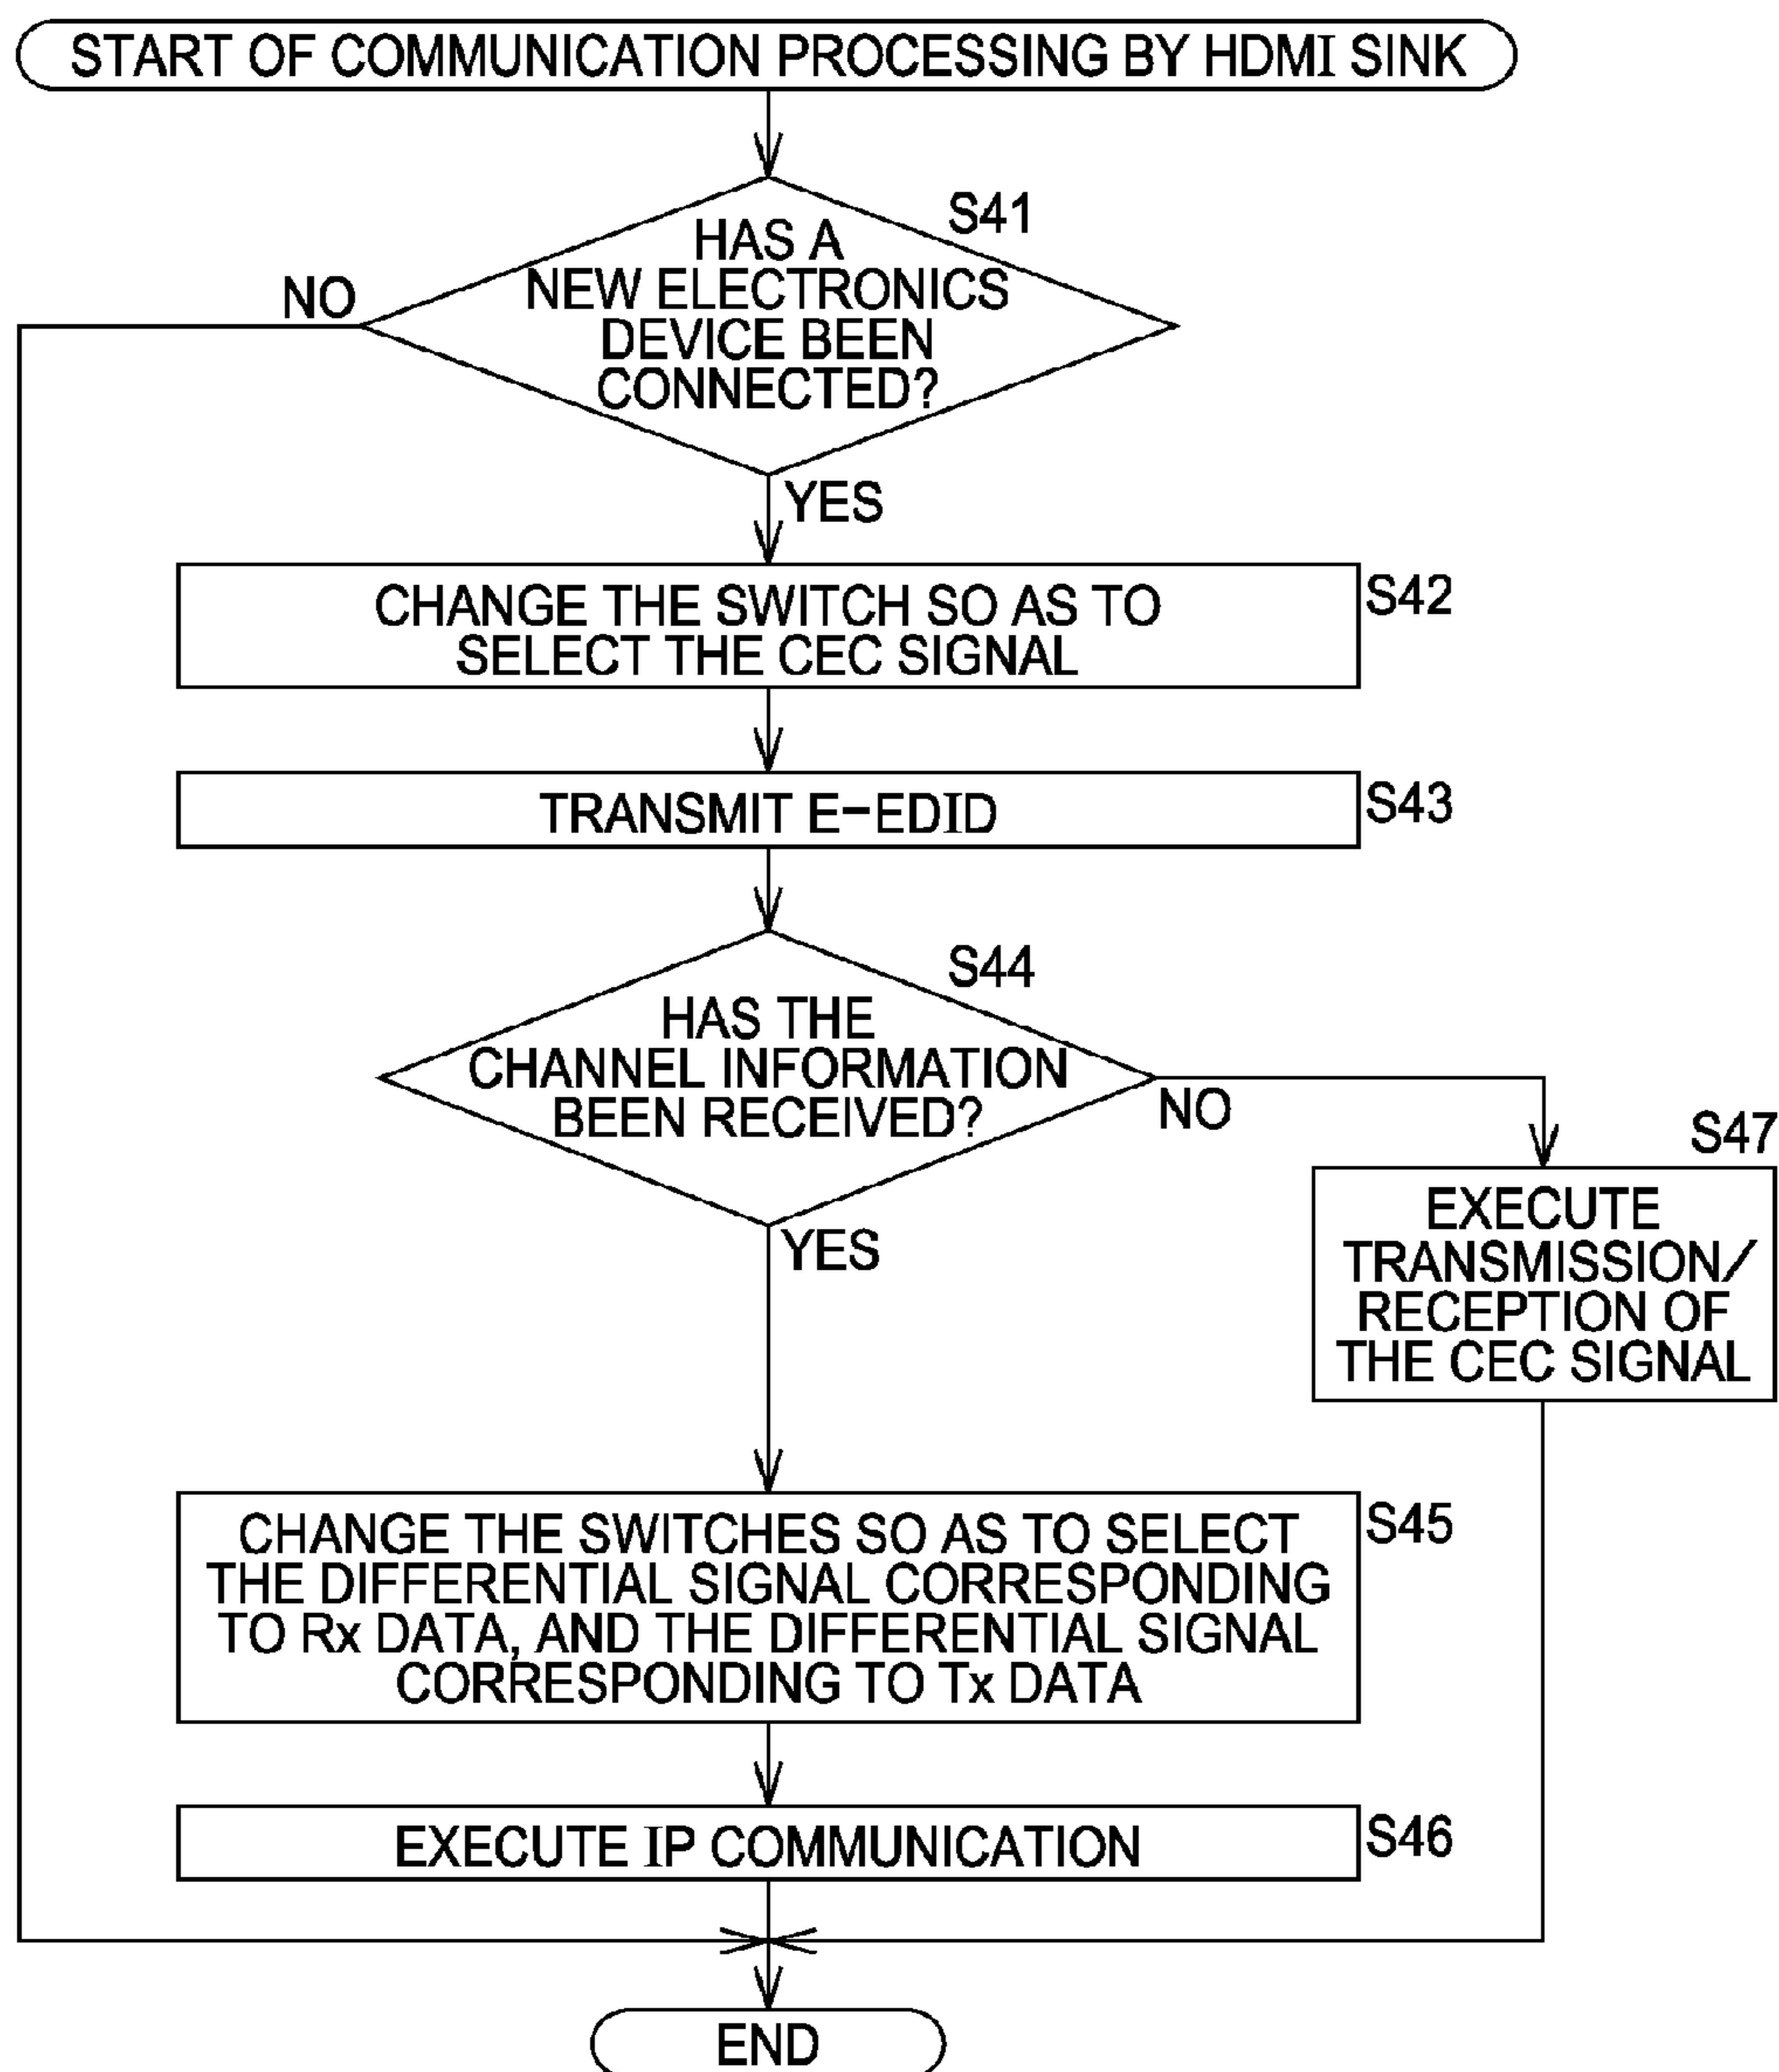 START OF COMMUNICATION PROCESSING BY HDMI SINK
S41
HAS A
NEW ELECTRONICS
DEVICE BEEN
CONNECTED?
NO
YES
CHANGE THE SWITCH SO AS TO
SELECT THE CEC SIGNAL
S42
TRANSMIT E-EDID
S43
S44
HAS THE
CHANNEL INFORMATION
BEEN RECEIVED?
NO
YES
S47
EXECUTE
TRANSMISSION/
RECEPTION OF
THE CEC SIGNAL
CHANGE THE SWITCHES SO AS TO SELECT
THE DIFFERENTIAL SIGNAL CORRESPONDING
TO Rx DATA, AND THE DIFFERENTIAL SIGNAL
CORRESPONDING TO Tx DATA
S45
EXECUTE IP COMMUNICATION
S46
END